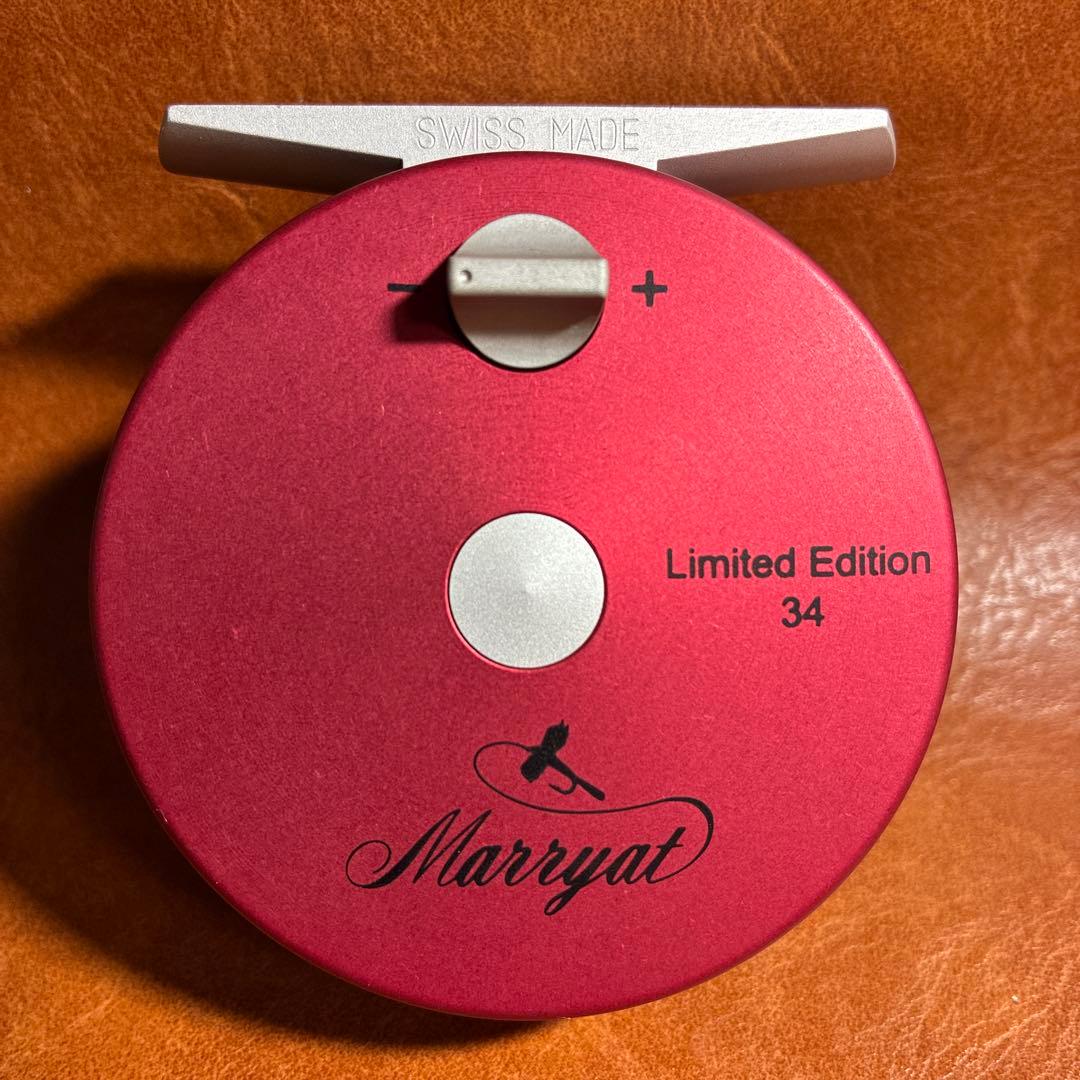 SWISS MADE
- +
Limited Edition
34
Marryat